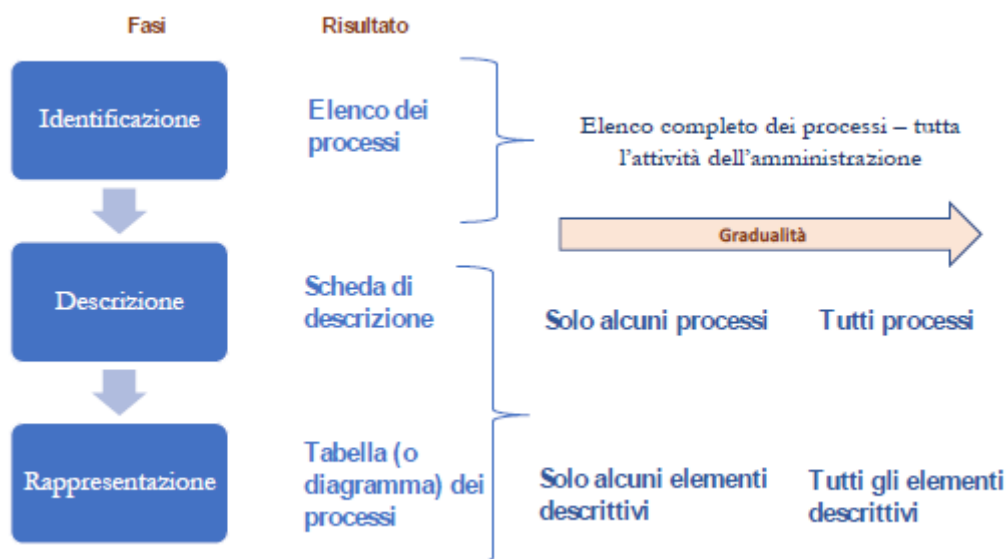 Fasi
Risultato
Identificazione
Elenco dei
processi
Elenco completo dei processi – tutta
l'attività dell'amministrazione
Gradualità
Descrizione
Scheda di
descrizione
Solo alcuni processi
Tutti processi
Rappresentazione
Tabella (o
diagramma) dei
processi
Solo alcuni elementi
descrittivi
Tutti gli elementi
descrittivi